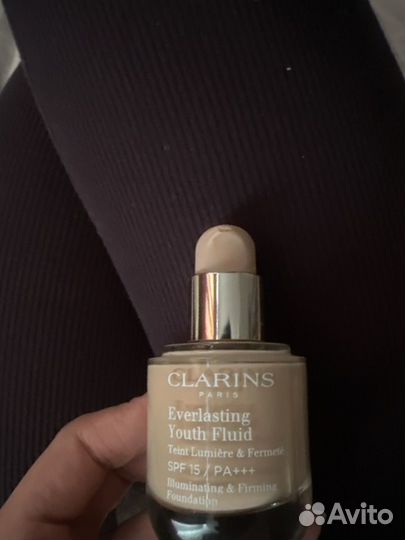 CLARINS
PARIS
Everlasting
Youth Fluid
Teint Lumière & Fermeté
SPF 15 / PA+++
Illuminating & Firming
Foundation
Avito